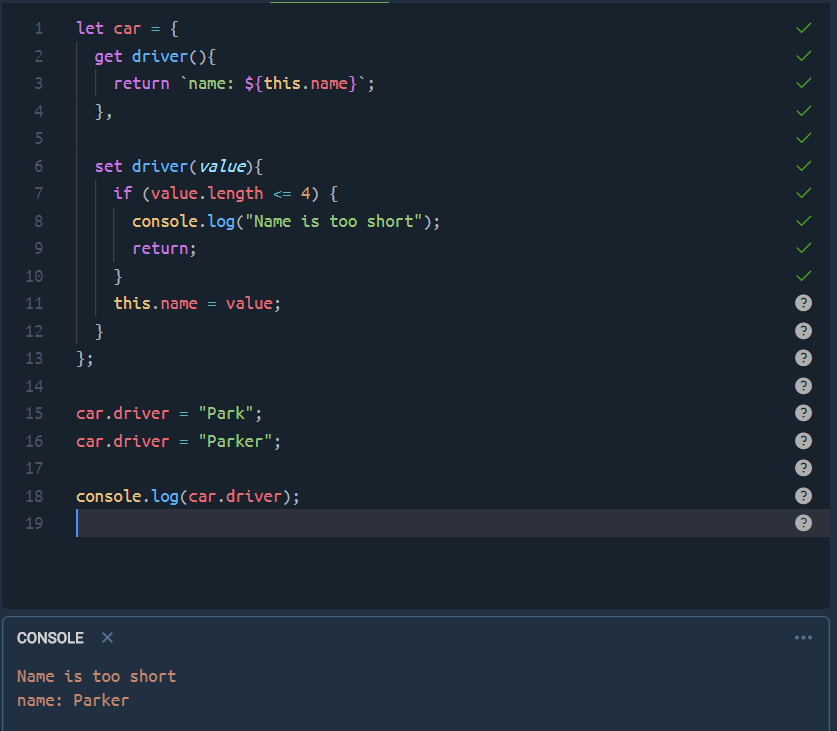 1 let car = {
2 get driver(){
3 return `name: ${this.name}`;
4 },
5
6 set driver(value){
7 if (value.length <= 4) {
8 console.log("Name is too short");
9 return;
10 }
11 this.name = value;
12 }
13 };
14
15 car.driver = "Park";
16 car.driver = "Parker";
17
18 console.log(car.driver);
19
CONSOLE
Name is too short
name: Parker